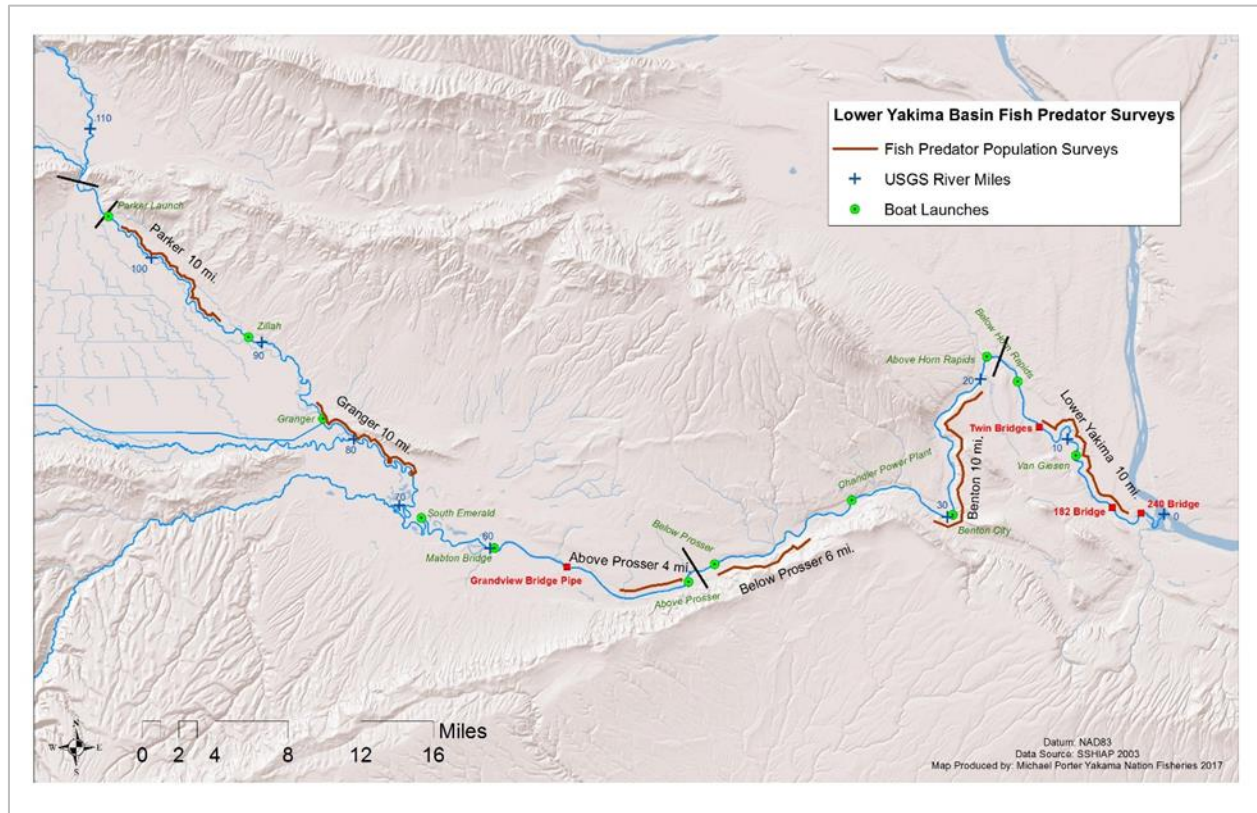 Lower Yakima Basin Fish Predator Surveys
Fish Predator Population Surveys
USGS River Miles
Boat Launches
110
Parker Launch
Parker 10 mi.
100
Zillah
90
Granger
Granger 10 mi.
80
70
South Emerald
Mabton Bridge
60
Grandview Bridge Pipe
Above Prosser 4 mi.
Above Prosser
Below Prosser
Below Prosser 6 mi.
Chandler Power Plant
30
Benton City
Benton 10 mi.
20
Above Horn Rapids
Below Horn Rapids
Twin Bridges
10
Van Giesen
Lower Yakima 10 mi.
182 Bridge
240 Bridge
0
N
W E
S
0 2 4 8 12 16 Miles
Datum: NAD83
Data Source: SSHIAP 2003
Map Produced by: Michael Porter Yakama Nation Fisheries 2017